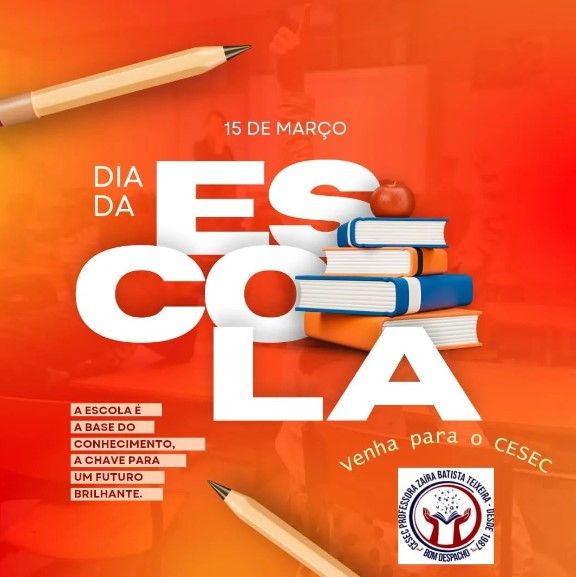 15 DE MARÇO
DIA
DA
ES
CO
LA
A ESCOLA É
A BASE DO
CONHECIMENTO,
A CHAVE PARA
UM FUTURO
BRILHANTE.
Venha para o CESEC
CESEC PROFESSORA ZAÍRA BATISTA TEIXEIRA - DESDE 1987
- BOM DESPACHO -